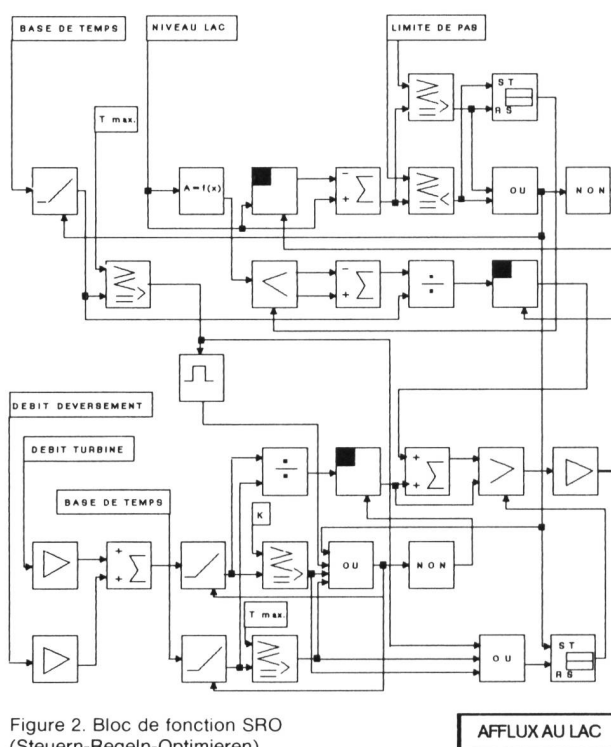 BASE DE TEMPS
NIVEAU LAC
LIMITE DE PAS
T max.
ST
RS
A=f(x)
-
+
Σ
OU
NON
-
+
Σ
DEBIT DEVERSEMENT
DEBIT TURBINE
BASE DE TEMPS
+
+
Σ
K
+
+
Σ
OU
NON
T max.
OU
ST
RS
Figure 2. Bloc de fonction SRO
(Steuern-Regeln-Optimieren)
AFFLUX AU LAC